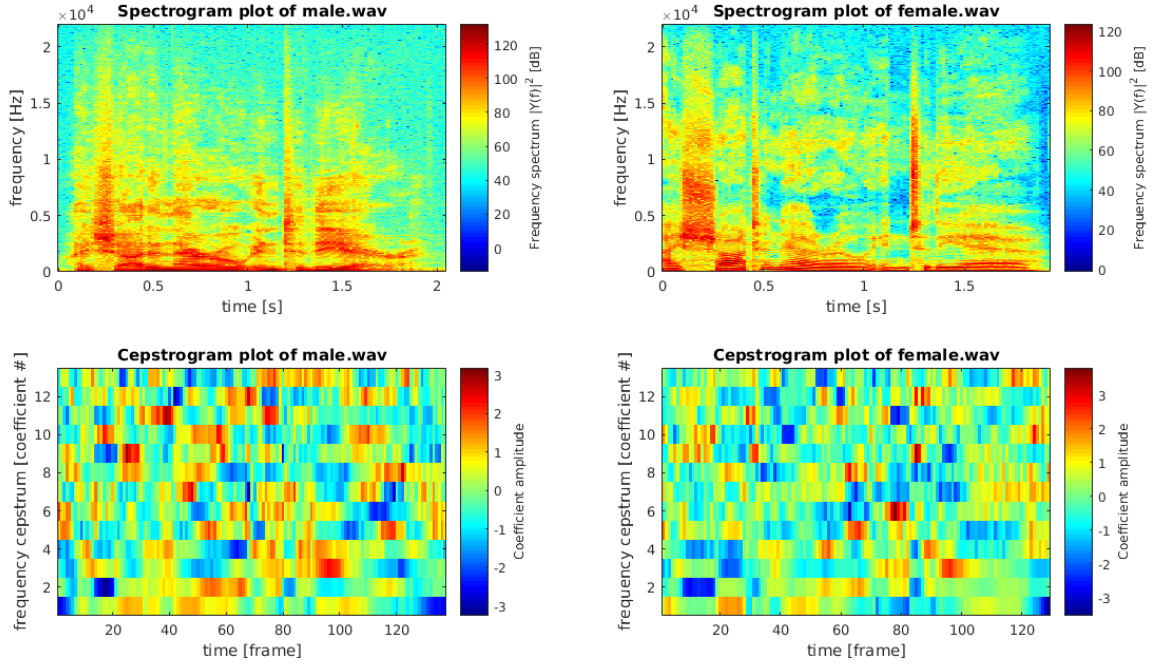 Spectrogram plot of male.wav
×10⁴
2
1.5
1
0.5
0
frequency [Hz]
0 0.5 1 1.5 2
time [s]
120
100
80
60
40
20
0
Frequency spectrum |Y(f)|² [dB]
Spectrogram plot of female.wav
×10⁴
2
1.5
1
0.5
0
frequency [Hz]
0.5 1 1.5
time [s]
120
100
80
60
40
20
0
Frequency spectrum |Y(f)|² [dB]
Cepstrogram plot of male.wav
12
10
8
6
4
2
frequency cepstrum [coefficient #]
20 40 60 80 100 120
time [frame]
3
2
1
0
-1
-2
-3
Coefficient amplitude
Cepstrogram plot of female.wav
12
10
8
6
4
2
frequency cepstrum [coefficient #]
20 40 60 80 100 120
time [frame]
3
2
1
0
-1
-2
-3
Coefficient amplitude